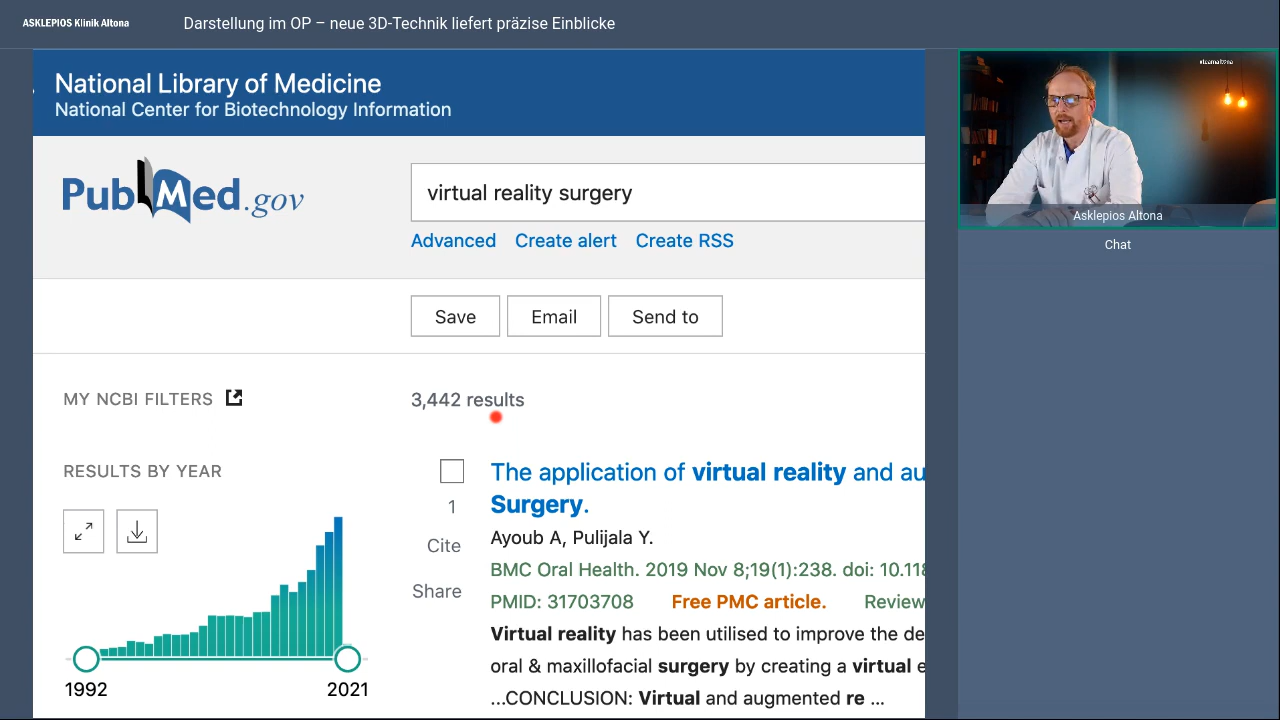 ASKLEPIOS Klinik Altona
Darstellung im OP – neue 3D-Technik liefert präzise Einblicke
National Library of Medicine
National Center for Biotechnology Information
PubMed.gov
virtual reality surgery
Advanced Create alert Create RSS
Save Email Send to
MY NCBI FILTERS
3,442 results
RESULTS BY YEAR
1992 2021
1
Cite
Share
The application of virtual reality and au
Surgery.
Ayoub A, Pulijala Y.
BMC Oral Health. 2019 Nov 8;19(1):238. doi: 10.118
PMID: 31703708 Free PMC article. Review
Virtual reality has been utilised to improve the de
oral & maxillofacial surgery by creating a virtual e
...CONCLUSION: Virtual and augmented re ...
#teamaltona
Asklepios Altona
Chat